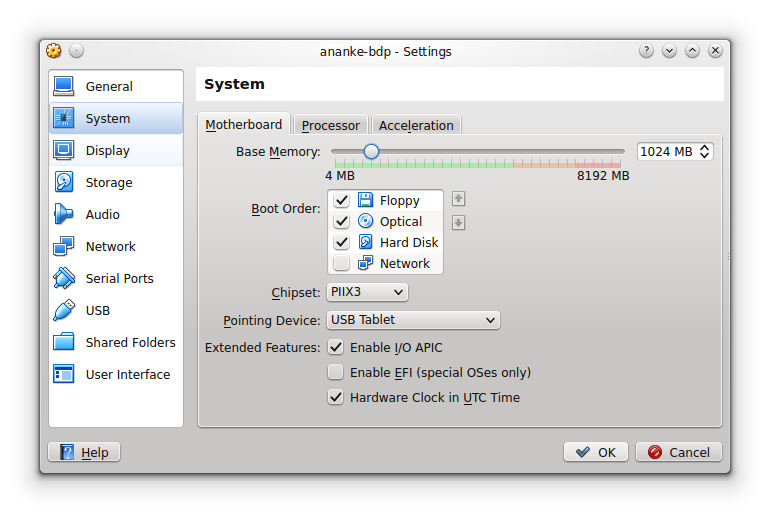 ananke-bdp - Settings
?
General
System
Display
Storage
Audio
Network
Serial Ports
USB
Shared Folders
User Interface
System
Motherboard
Processor
Acceleration
Base Memory:
1024 MB
4 MB
8192 MB
Boot Order:
Floppy
Optical
Hard Disk
Network
Chipset:
PIIX3
Pointing Device:
USB Tablet
Extended Features:
Enable I/O APIC
Enable EFI (special OSes only)
Hardware Clock in UTC Time
? Help
OK
Cancel